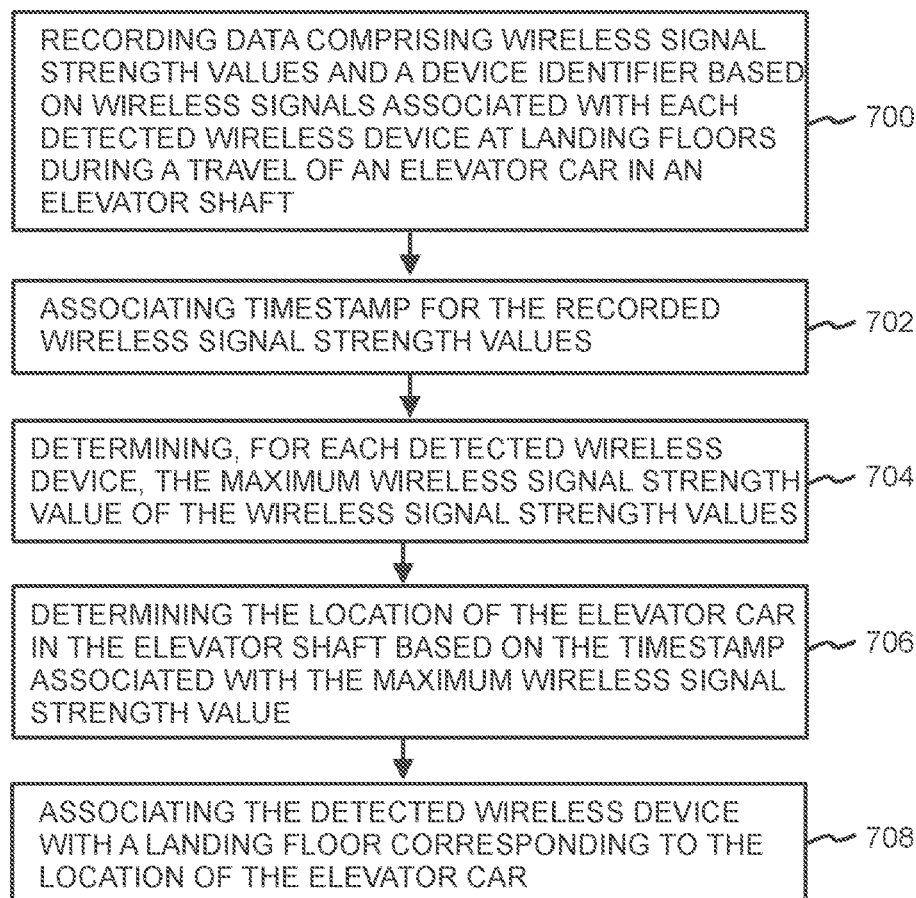 RECORDING DATA COMPRISING WIRELESS SIGNAL
STRENGTH VALUES AND A DEVICE IDENTIFIER BASED
ON WIRELESS SIGNALS ASSOCIATED WITH EACH
DETECTED WIRELESS DEVICE AT LANDING FLOORS
DURING A TRAVEL OF AN ELEVATOR CAR IN AN
ELEVATOR SHAFT
700
ASSOCIATING TIMESTAMP FOR THE RECORDED
WIRELESS SIGNAL STRENGTH VALUES
702
DETERMINING, FOR EACH DETECTED WIRELESS
DEVICE, THE MAXIMUM WIRELESS SIGNAL STRENGTH
VALUE OF THE WIRELESS SIGNAL STRENGTH VALUES
704
DETERMINING THE LOCATION OF THE ELEVATOR CAR
IN THE ELEVATOR SHAFT BASED ON THE TIMESTAMP
ASSOCIATED WITH THE MAXIMUM WIRELESS SIGNAL
STRENGTH VALUE
706
ASSOCIATING THE DETECTED WIRELESS DEVICE
WITH A LANDING FLOOR CORRESPONDING TO THE
LOCATION OF THE ELEVATOR CAR
708